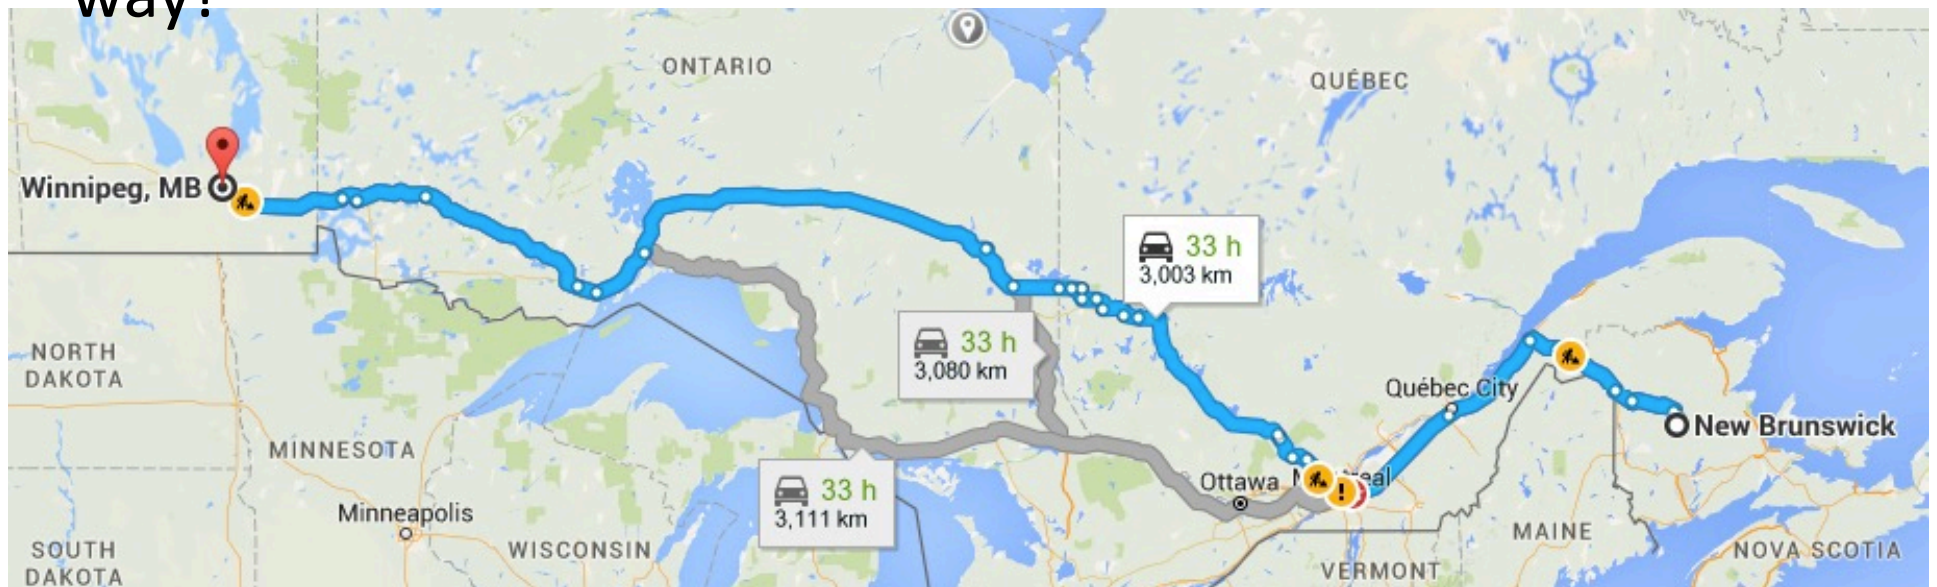 way?
ONTARIO
QUÉBEC
Winnipeg, MB
33 h
3,003 km
33 h
3,080 km
NORTH
DAKOTA
Québec City
New Brunswick
MINNESOTA
33 h
3,111 km
Ottawa
Minneapolis
WISCONSIN
MAINE
SOUTH
DAKOTA
NOVA SCOTIA
VERMONT